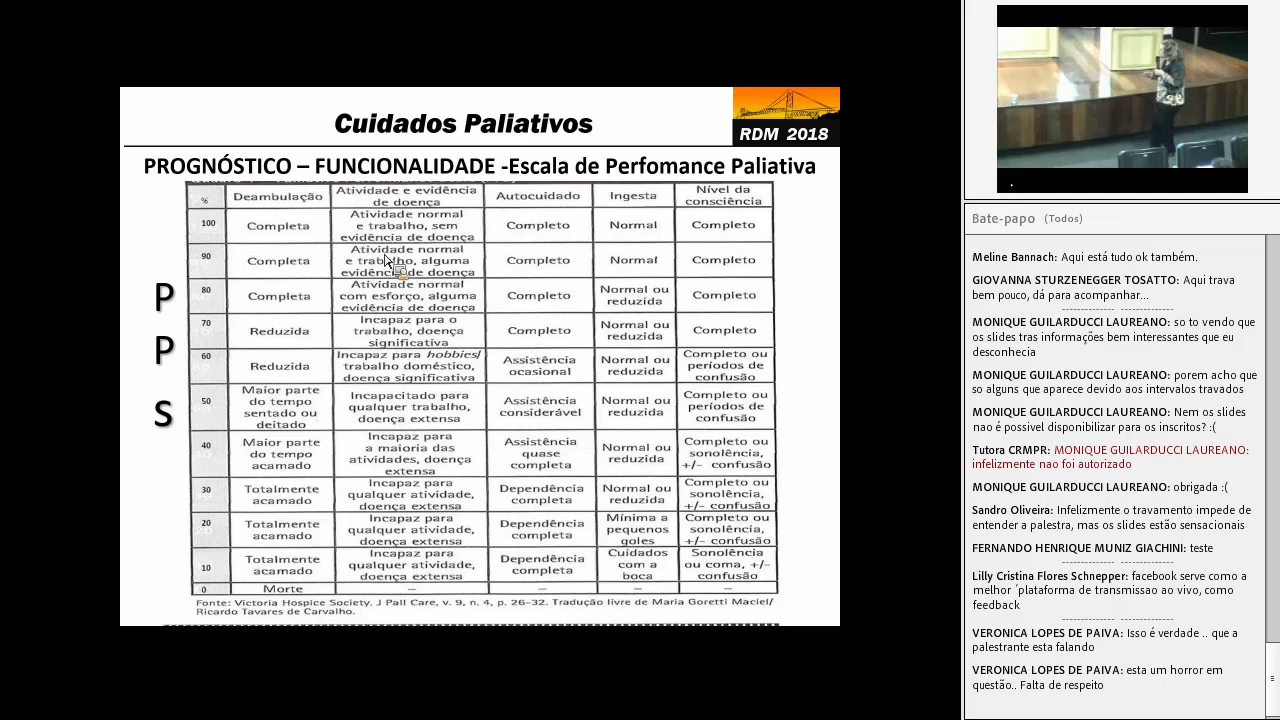 Cuidados Paliativos
RDM 2018
PROGNÓSTICO – FUNCIONALIDADE -Escala de Perfomance Paliativa
P
P
S
% Deambulação Atividade e evidência de doença Autocuidado Ingesta Nível da consciência
100 Completa Atividade normal e trabalho, sem evidência de doença Completo Normal Completo
90 Completa Atividade normal e trabalho, alguma evidência de doença Completo Normal Completo
80 Completa Atividade normal com esforço, alguma evidência de doença Completo Normal ou reduzida Completo
70 Reduzida Incapaz para o trabalho, doença significativa Completo Normal ou reduzida Completo
60 Reduzida Incapaz para hobbies/ trabalho doméstico, doença significativa Assistência ocasional Normal ou reduzida Completo ou períodos de confusão
50 Maior parte do tempo sentado ou deitado Incapacitado para qualquer trabalho, doença extensa Assistência considerável Normal ou reduzida Completo ou períodos de confusão
40 Maior parte do tempo acamado Incapaz para a maioria das atividades, doença extensa Assistência quase completa Normal ou reduzida Completo ou sonolência, +/- confusão
30 Totalmente acamado Incapaz para qualquer atividade, doença extensa Dependência completa Normal ou reduzida Completo ou sonolência, +/- confusão
20 Totalmente acamado Incapaz para qualquer atividade, doença extensa Dependência completa Mínima a pequenos goles Completo ou sonolência, +/- confusão
10 Totalmente acamado Incapaz para qualquer atividade, doença extensa Dependência completa Cuidados com a boca Sonolência ou coma, +/- confusão
0 Morte – – – –
Fonte: Victoria Hospice Society. J Pall Care, v. 9, n. 4, p. 26-32. Tradução livre de Maria Goretti Maciel/
Ricardo Tavares de Carvalho.
Bate-papo (Todos)
Meline Bannach: Aqui está tudo ok também.
GIOVANNA STURZENEGGER TOSATTO: Aqui trava
bem pouco, dá para acompanhar...
-------------- --------------
MONIQUE GUILARDUCCI LAUREANO: so to vendo que
os slides tras informações bem interessantes que eu
desconhecia
MONIQUE GUILARDUCCI LAUREANO: porem acho que
so alguns que aparece devido aos intervalos travados
MONIQUE GUILARDUCCI LAUREANO: Nem os slides
nao é possivel disponibilizar para os inscritos? :(
Tutora CRMPR: MONIQUE GUILARDUCCI LAUREANO:
infelizmente nao foi autorizado
MONIQUE GUILARDUCCI LAUREANO: obrigada :(
Sandro Oliveira: Infelizmente o travamento impede de
entender a palestra, mas os slides estão sensacionais
FERNANDO HENRIQUE MUNIZ GIACHINI: teste
-------------- --------------
Lilly Cristina Flores Schnepper: facebook serve como a
melhor ´plataforma de transmissao ao vivo, como
feedback
-------------- --------------
VERONICA LOPES DE PAIVA: Isso é verdade .. que a
palestrante esta falando
VERONICA LOPES DE PAIVA: esta um horror em
questão.. Falta de respeito